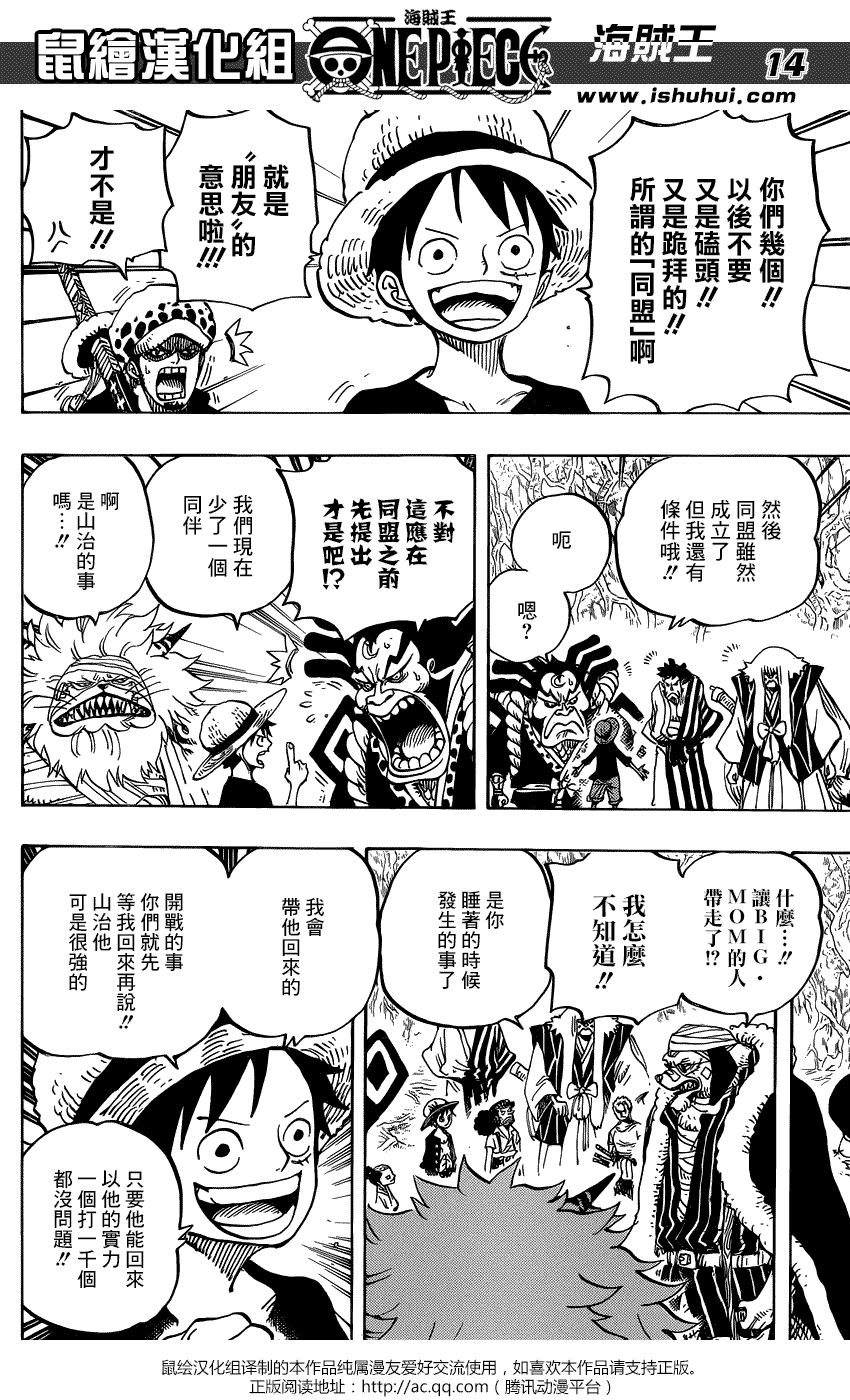 鼠繪漢化組
海賊王
ONE PIECE
海賊王
14
www.ishuhui.com
你們幾個!!
以後不要
又是磕頭!!
又是跪拜的!!
所謂的「同盟」啊
就是
〝朋友〞的
意思啦!!!
才不是!!
然後
同盟雖然
成立了
但我還有
條件哦!!
呃
嗯?
不對
這應在
同盟之前
先提出
才是吧!?
我們現在
少了一個
同伴
啊
是山治的事
嗎…!!
什麼…!!
讓BIG・
MOM的人
帶走了!?
我怎麼
不知道!!
是你
睡著的時候
發生的事了
我會
帶他回來的
開戰的事
你們就先
等我回來再說!!
山治他
可是很強的
只要他能回來
以他的實力
一個打一千個
都沒問題!!
鼠绘汉化组译制的本作品纯属漫友爱好交流使用，如喜欢本作品请支持正版。
正版阅读地址：http://ac.qq.com（腾讯动漫平台）